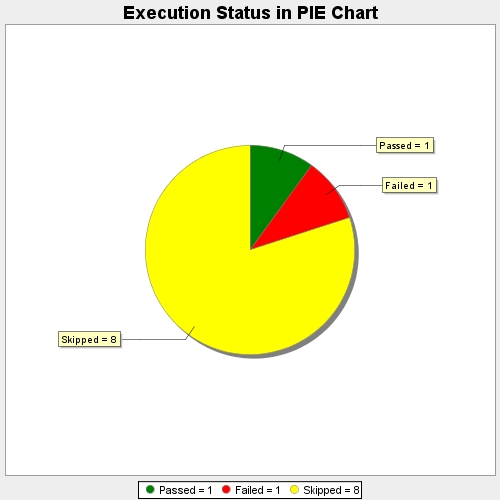 Execution Status in PIE Chart
Passed = 1
Failed = 1
Skipped = 8
Passed = 1 Failed = 1 Skipped = 8